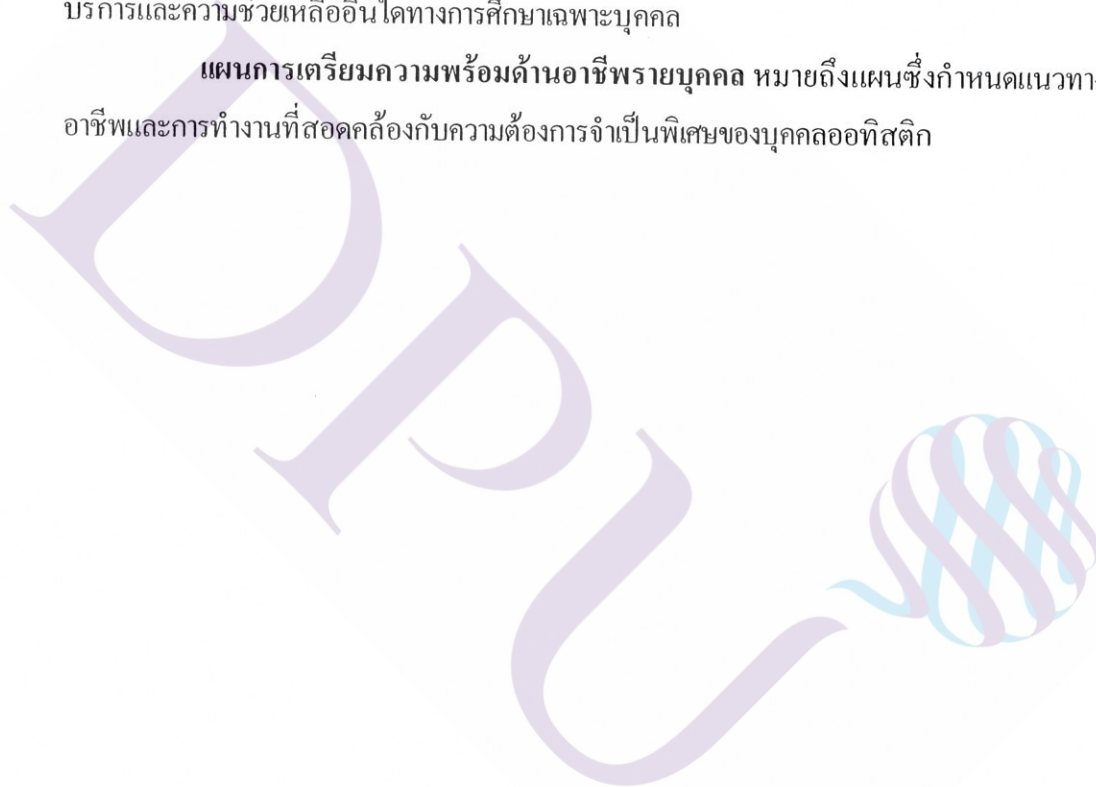 บริการและความช่วยเหลืออื่นใดทางการศึกษาเฉพาะบุคคล
แผนการเตรียมความพร้อมด้านอาชีพรายบุคคล หมายถึงแผนซึ่งกำหนดแนวทาง
อาชีพและการทำงานที่สอดคล้องกับความต้องการจำเป็นพิเศษของบุคคลออทิสติก
DPU